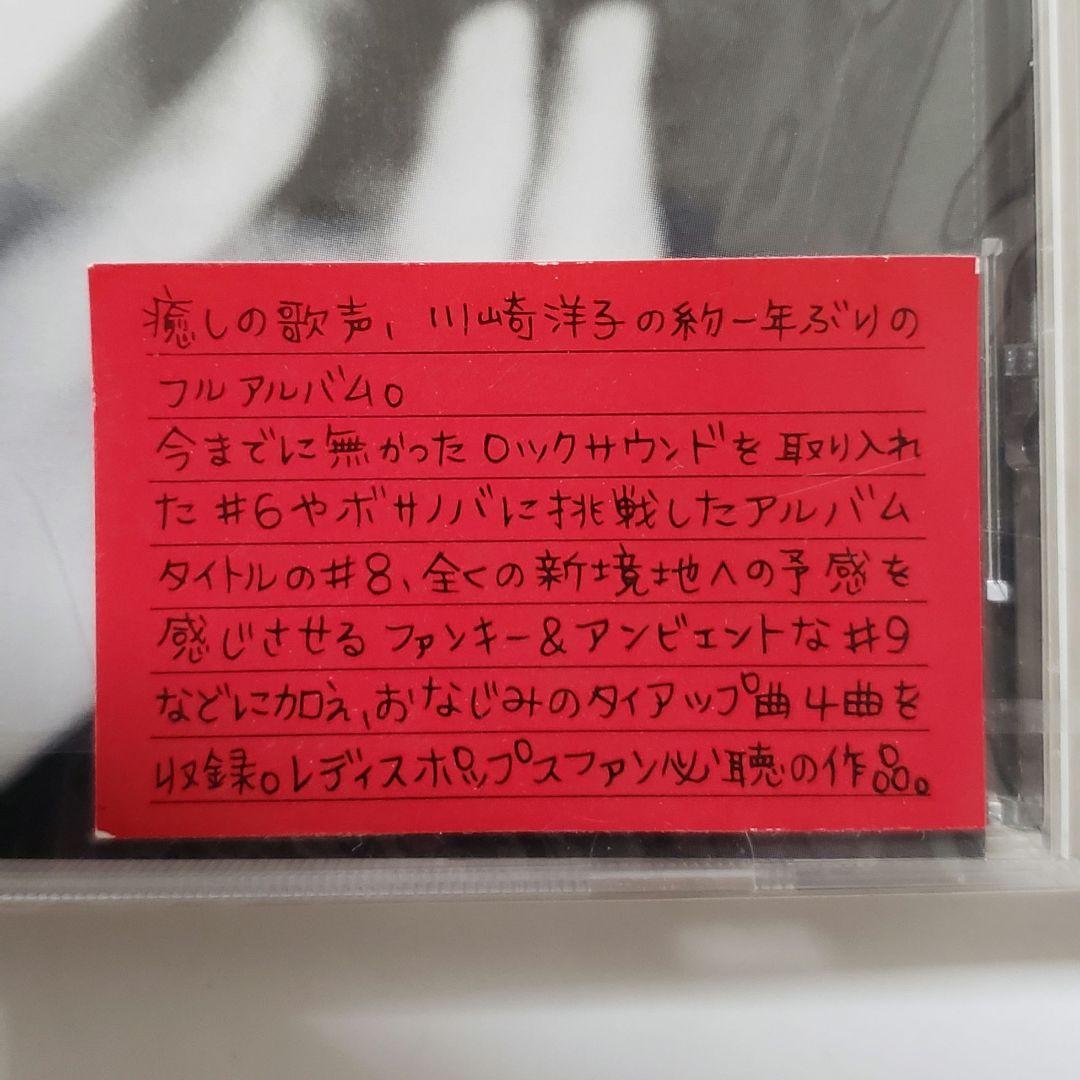 癒しの歌声、川崎洋子の約一年ぶりの
フルアルバム。
今までに無かったロックサウンドを取り入れ
た#6やボサノバに挑戦したアルバム
タイトルの#8、全くの新境地への予感を
感じさせるファンキー&アンビエントな#9
などに加え、おなじみのタイアップ曲4曲を
収録。レディスポップスファン必聴の作品。